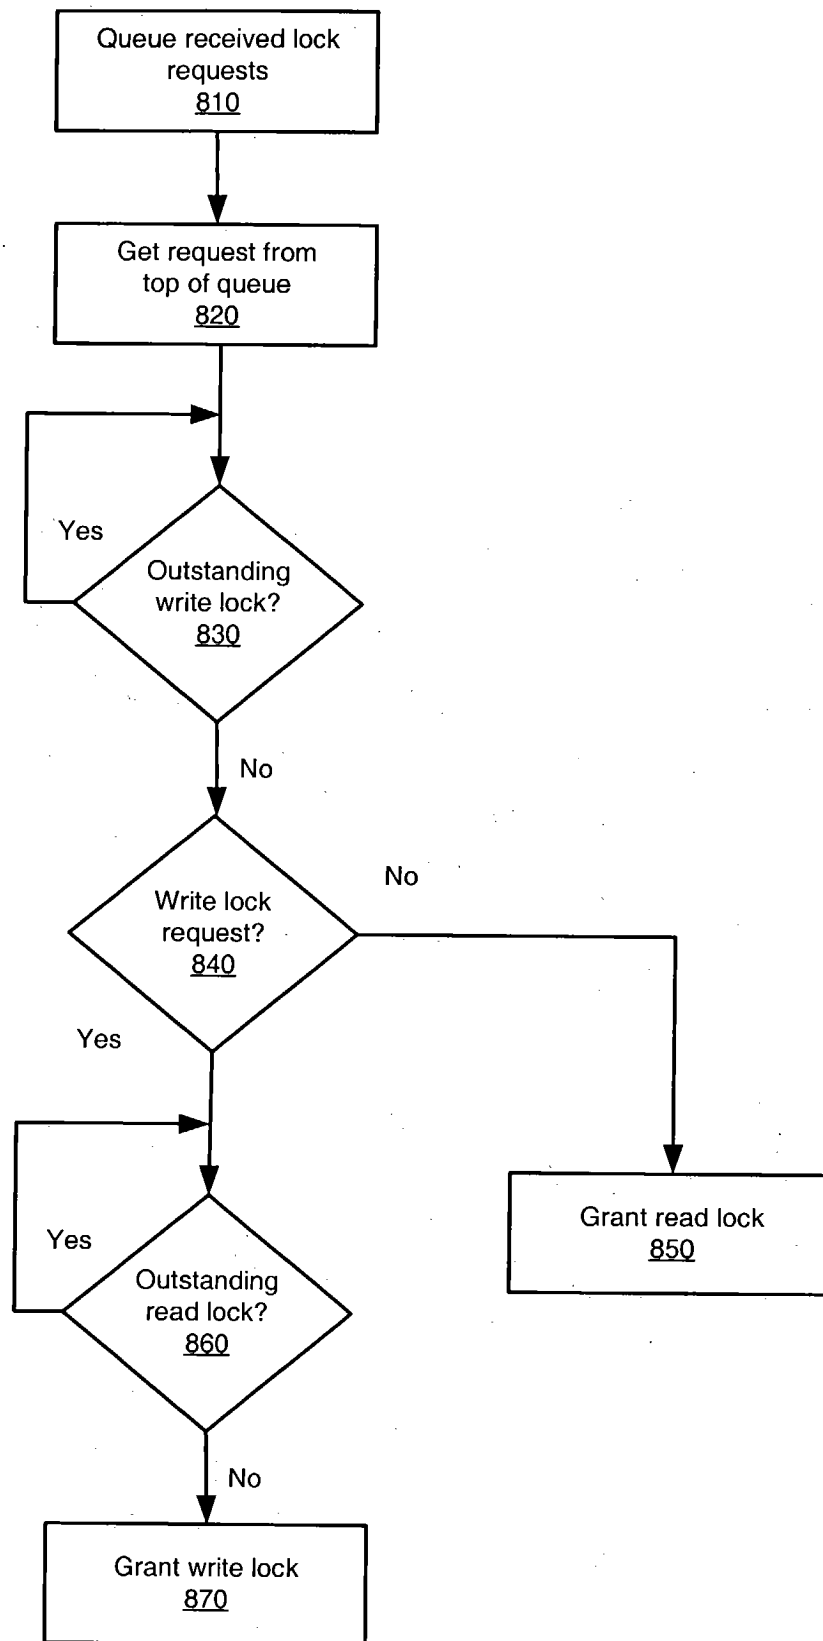 Queue received lock
requests
810
Get request from
top of queue
820
Yes
Outstanding
write lock?
830
No
No
Write lock
request?
840
Yes
Grant read lock
850
Yes
Outstanding
read lock?
860
No
Grant write lock
870